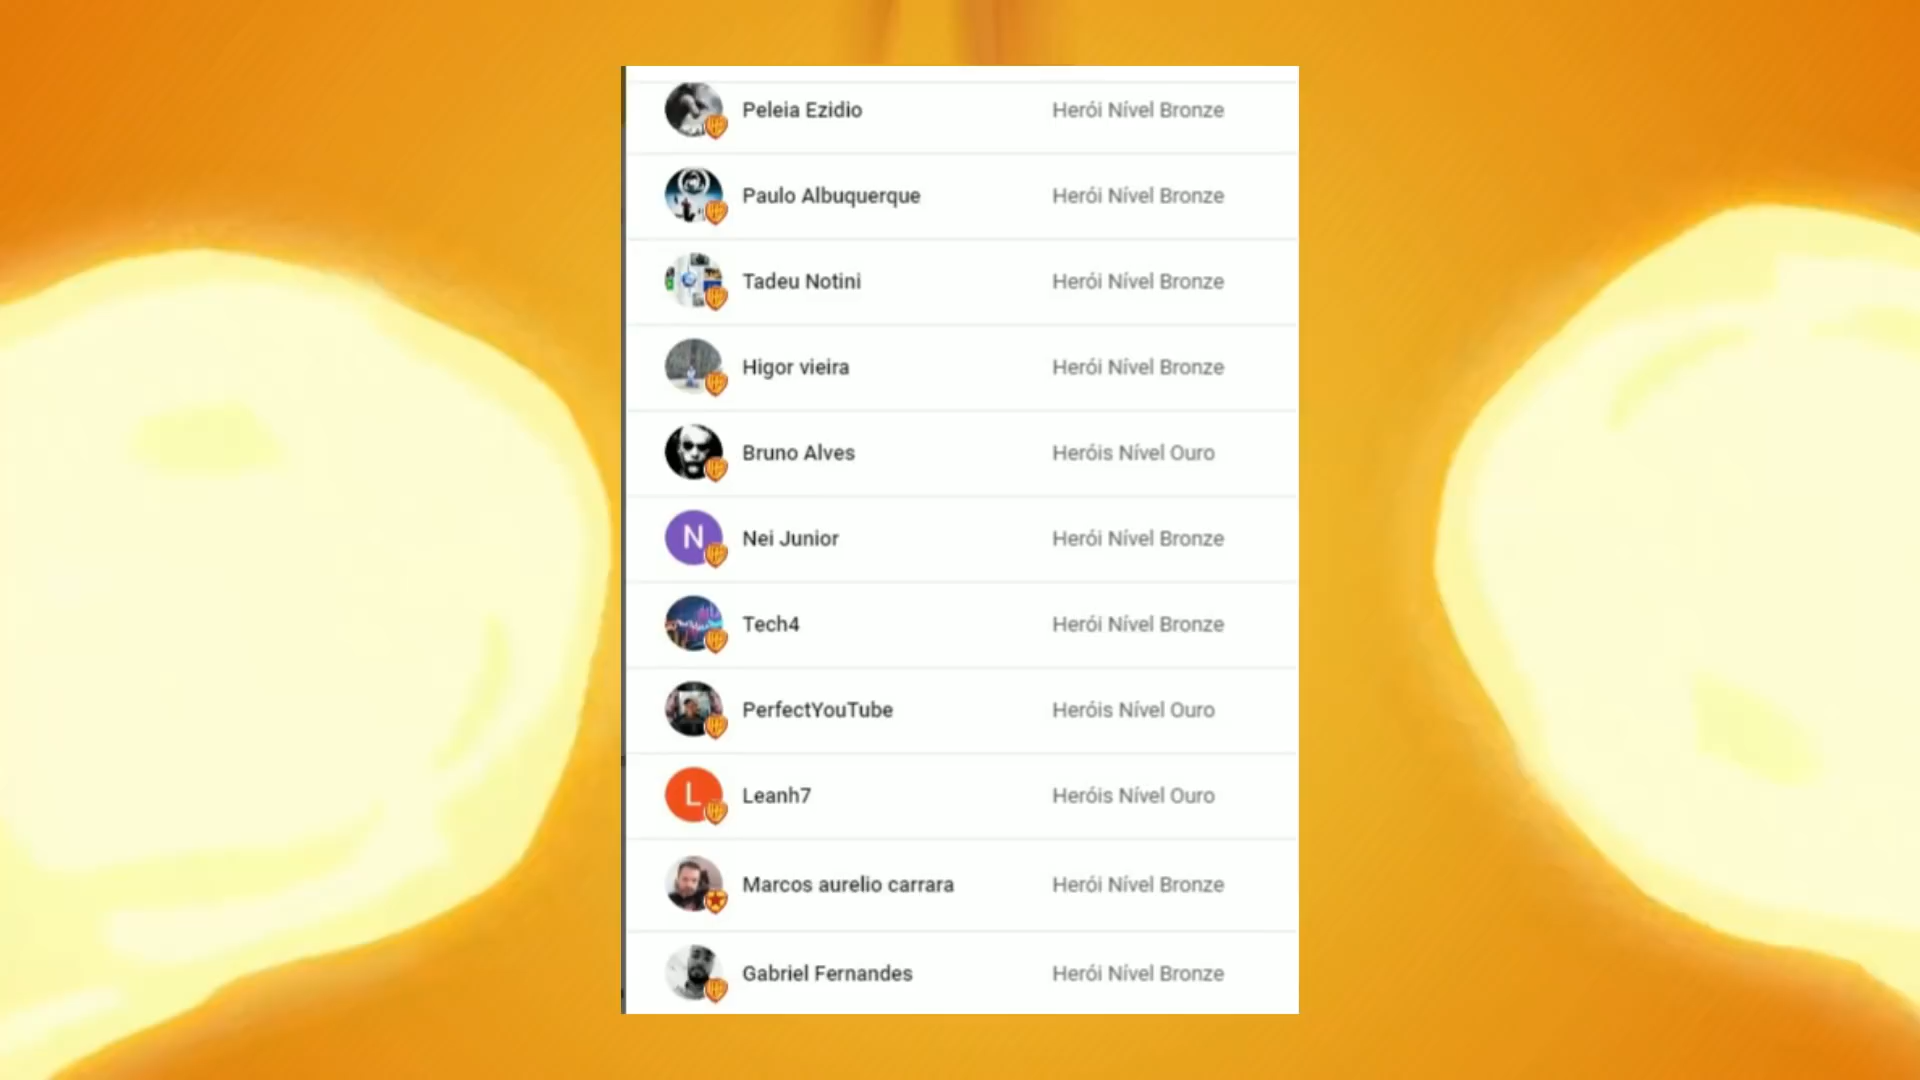 Peleia Ezidio Herói Nível Bronze
Paulo Albuquerque Herói Nível Bronze
Tadeu Notini Herói Nível Bronze
Higor vieira Herói Nível Bronze
Bruno Alves Heróis Nível Ouro
N Nei Junior Herói Nível Bronze
Tech4 Herói Nível Bronze
PerfectYouTube Heróis Nível Ouro
L Leanh7 Heróis Nível Ouro
Marcos aurelio carrara Herói Nível Bronze
Gabriel Fernandes Herói Nível Bronze